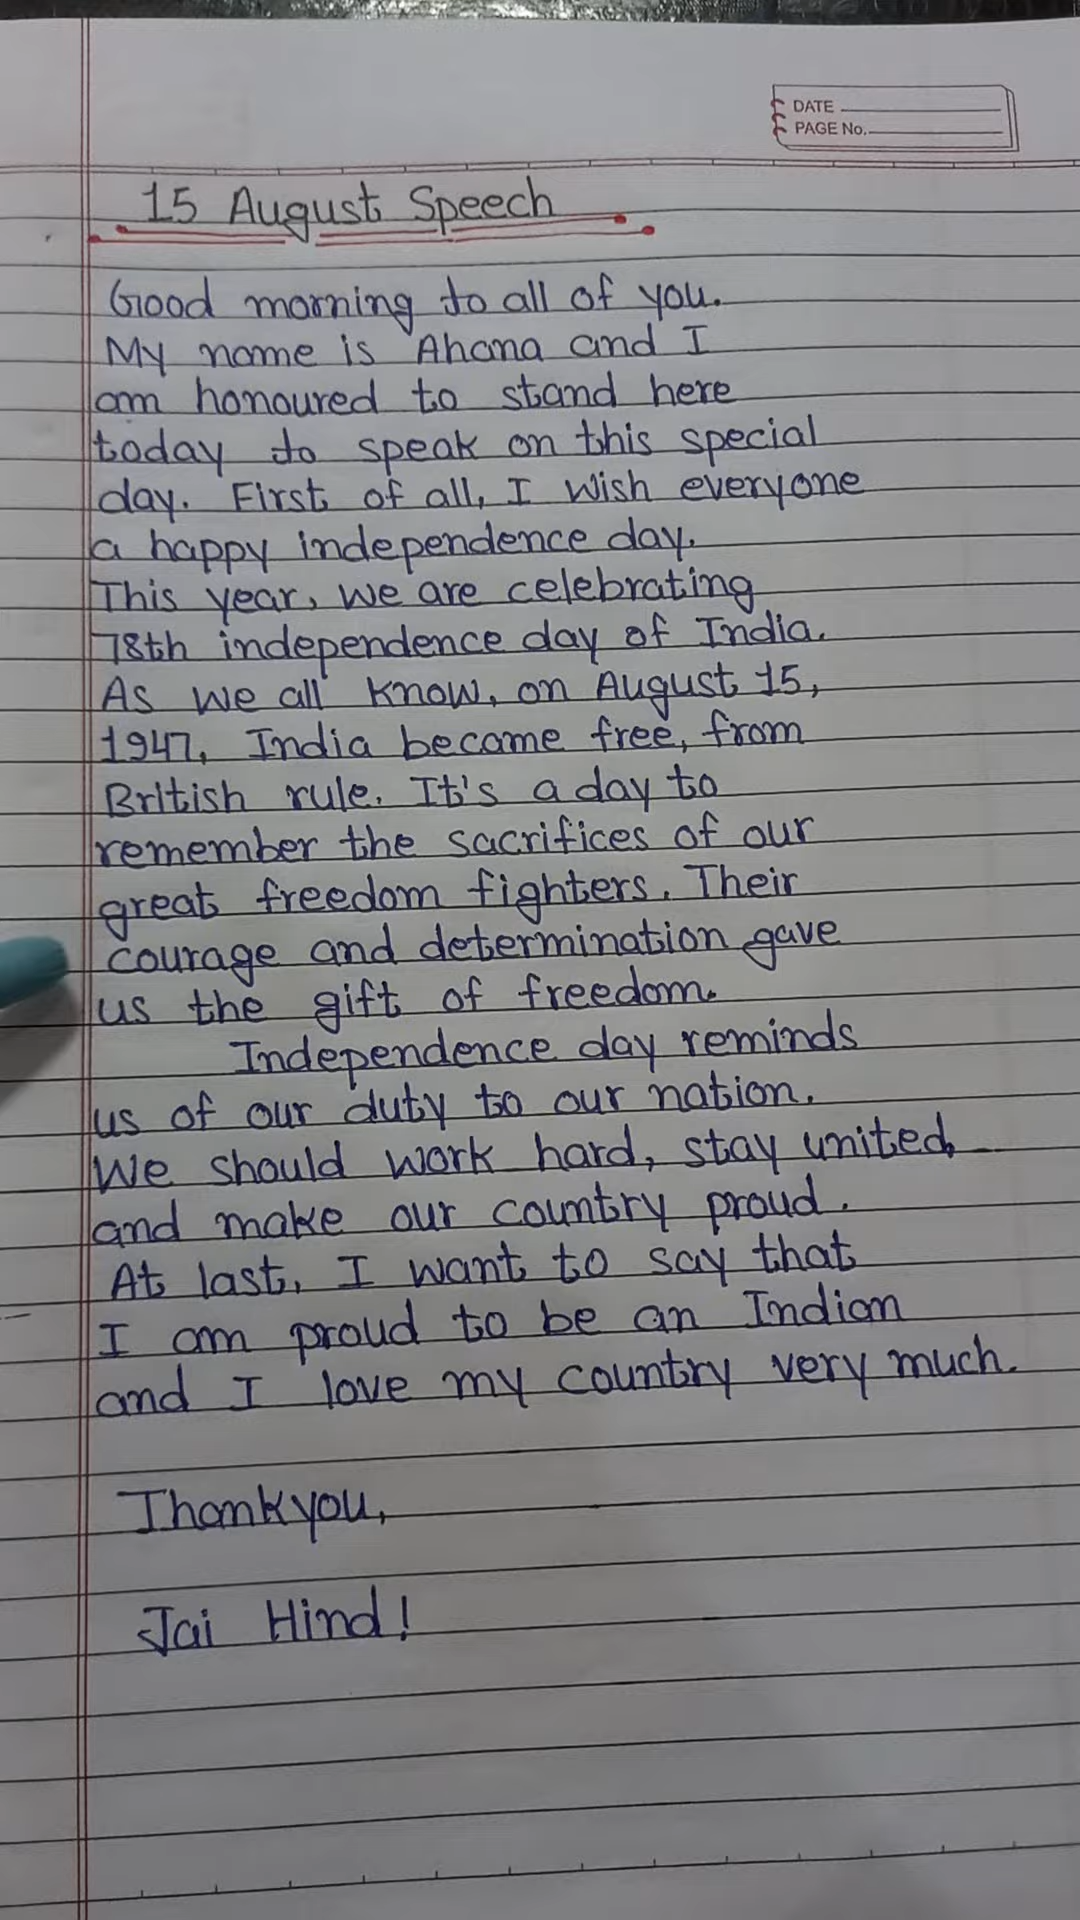 DATE
PAGE No.
15 August Speech
Good morning to all of you.
My name is Ahana and I
am honoured to stand here
today to speak on this special
day. First of all, I wish everyone
a happy independence day.
This year, we are celebrating
78th independence day of India.
As we all know, on August 15,
1947, India became free, from
British rule. It's a day to
remember the sacrifices of our
great freedom fighters. Their
courage and determination gave
us the gift of freedom.
Independence day reminds
us of our duty to our nation.
We should work hard, stay united,
and make our country proud.
At last, I want to say that
I am proud to be an Indian
and I love my country very much.
Thankyou,
Jai Hind!